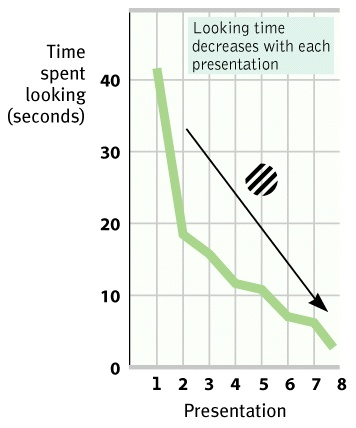 Looking time
decreases with each
presentation
Time
spent
looking
(seconds)
40
30
20
10
0
1 2 3 4 5 6 7 8
Presentation